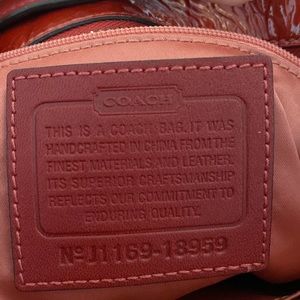 COACH
THIS IS A COACH BAG. IT WAS
HANDCRAFTED IN CHINA FROM THE
FINEST MATERIALS AND LEATHER.
ITS SUPERIOR CRAFTSMANSHIP
REFLECTS OUR COMMITMENT TO
ENDURING QUALITY.
Nº J1169-18959